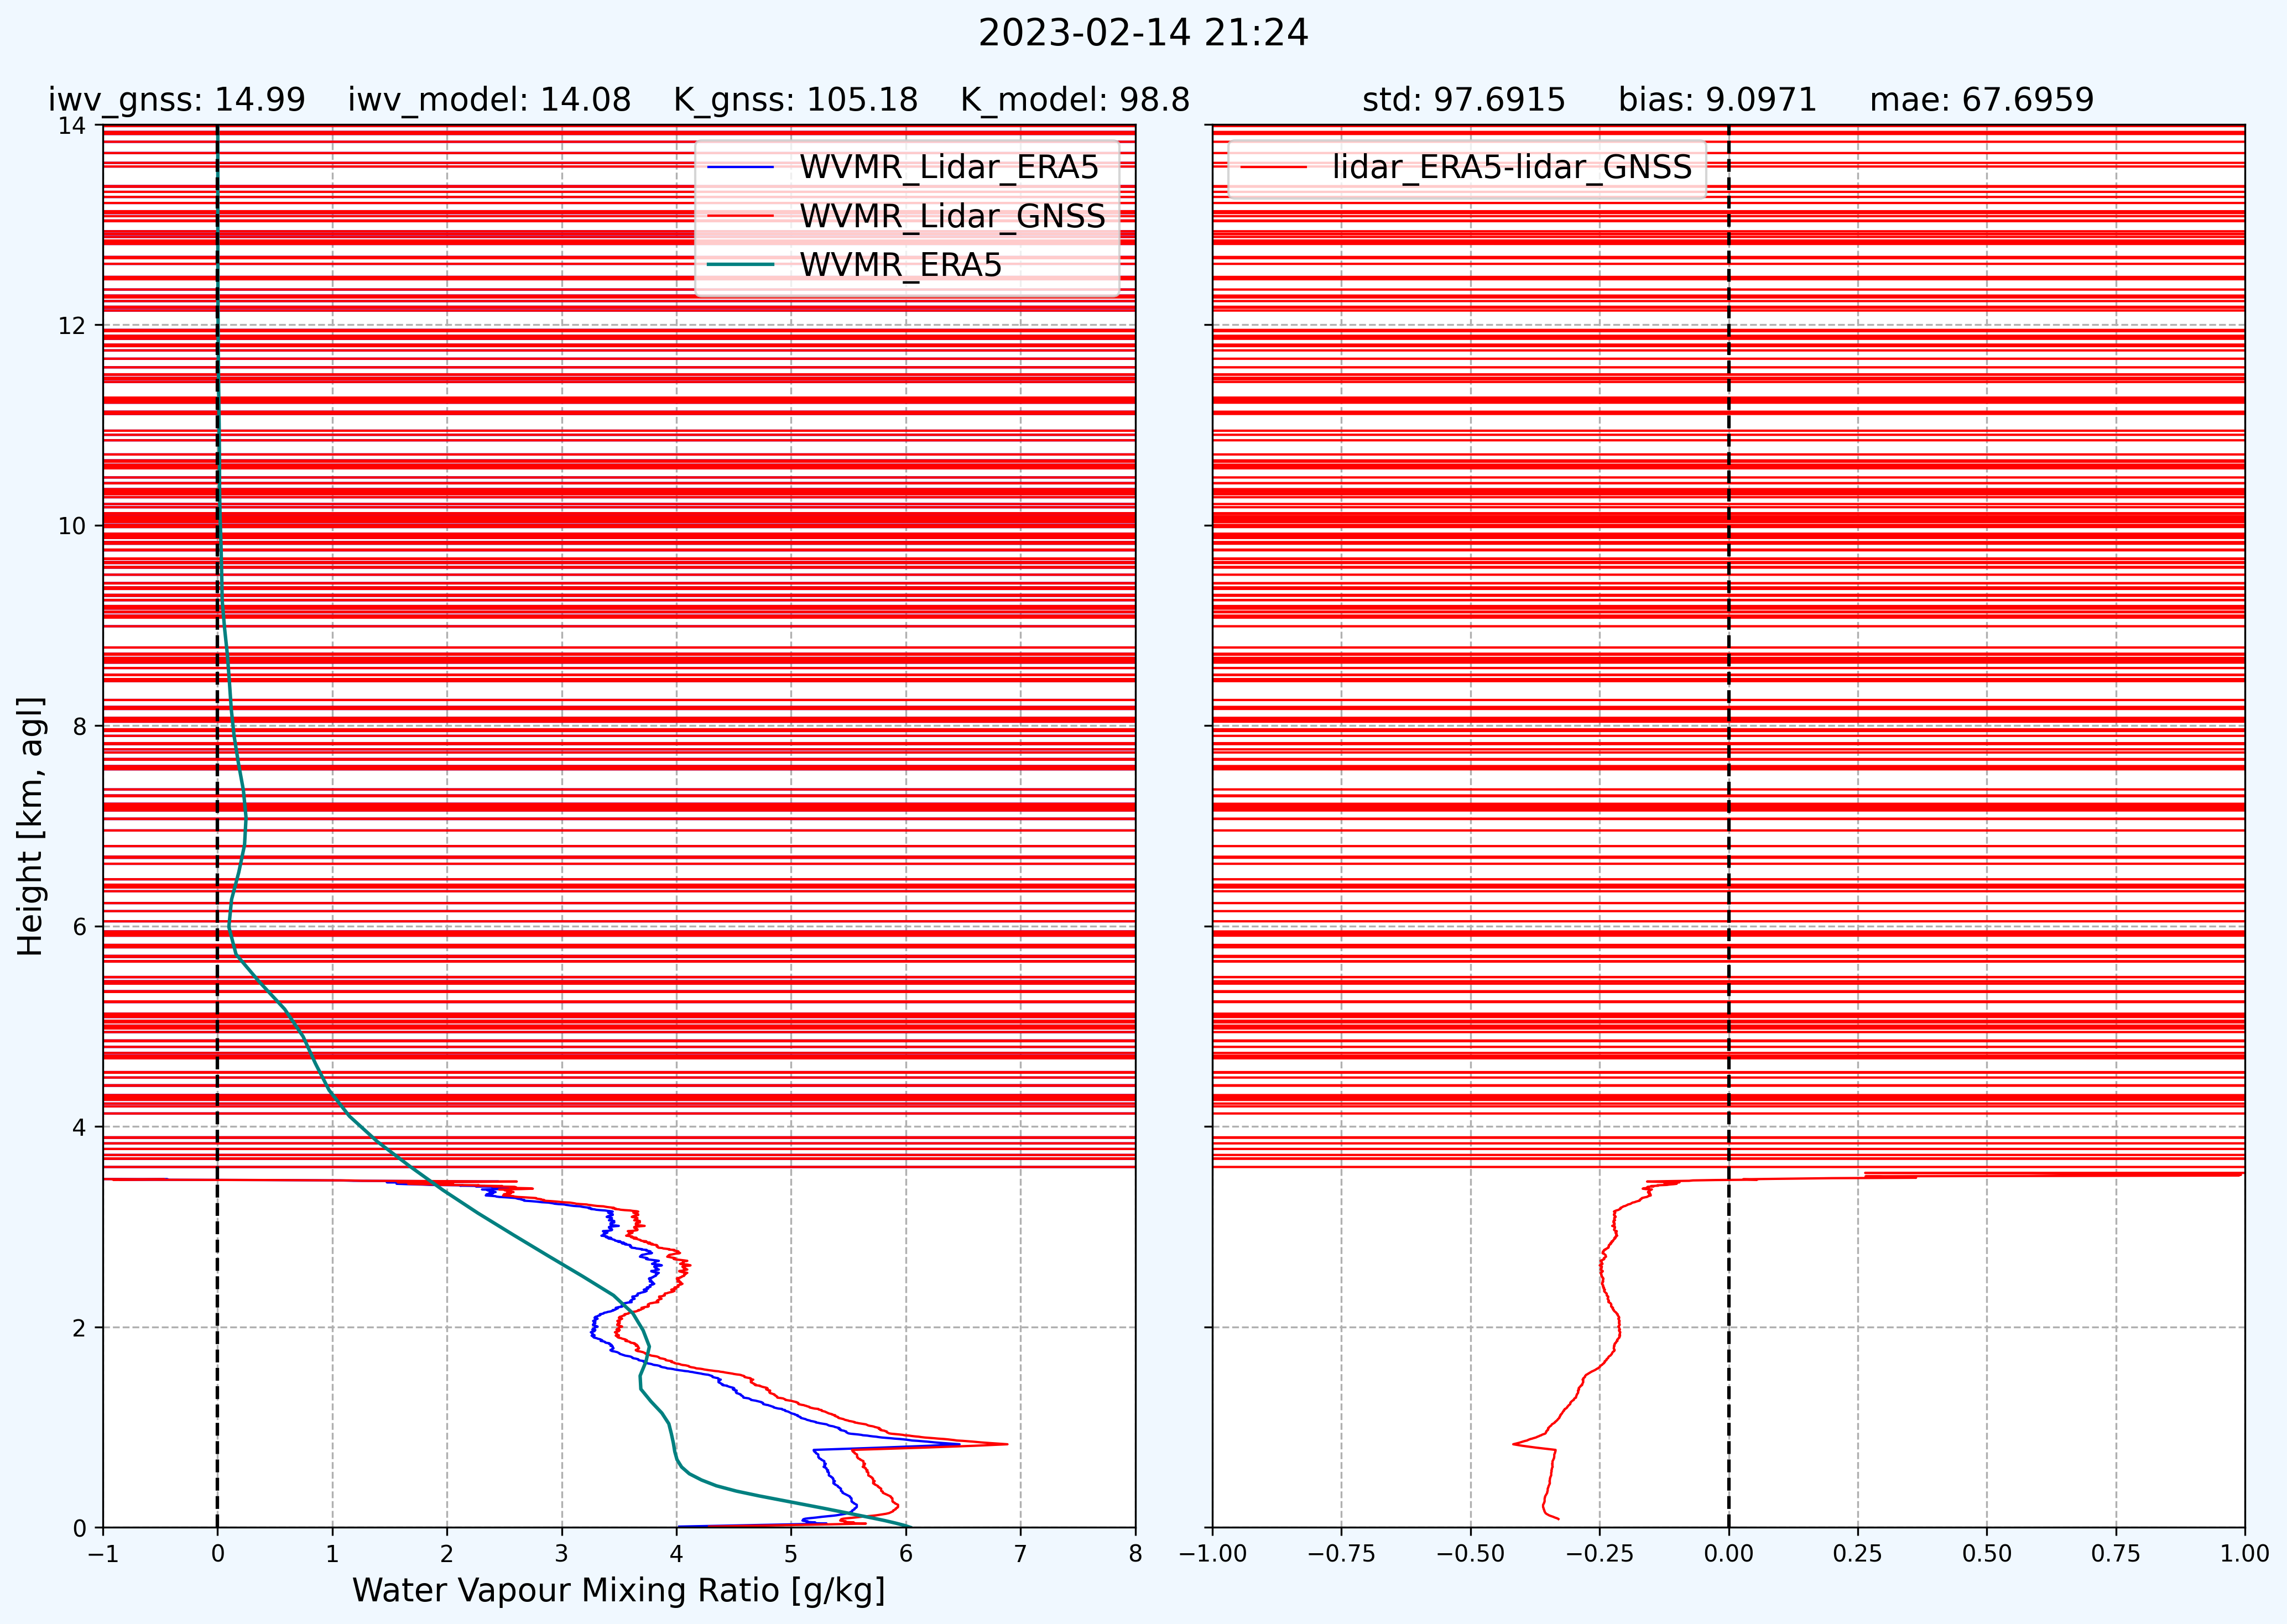 2023-02-14 21:24
iwv_gnss: 14.99 iwv_model: 14.08 K_gnss: 105.18 K_model: 98.8
std: 97.6915 bias: 9.0971 mae: 67.6959
WVMR_Lidar_ERA5
WVMR_Lidar_GNSS
WVMR_ERA5
lidar_ERA5-lidar_GNSS
Height [km, agl]
14
12
10
8
6
4
2
0
−1 0 1 2 3 4 5 6 7 8
−1.00 −0.75 −0.50 −0.25 0.00 0.25 0.50 0.75 1.00
Water Vapour Mixing Ratio [g/kg]